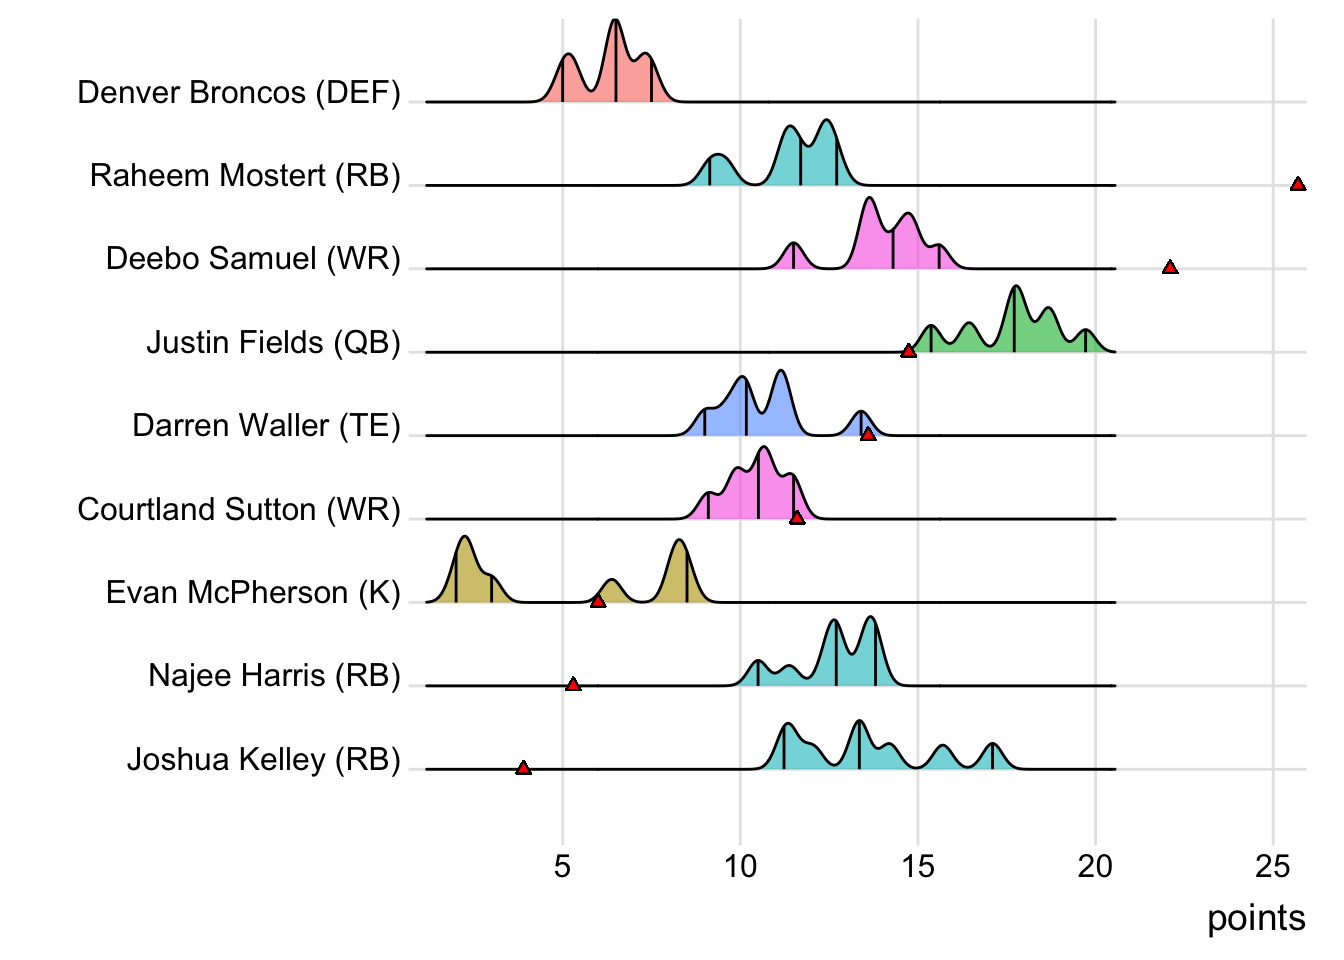 Denver Broncos (DEF)
Raheem Mostert (RB)
Deebo Samuel (WR)
Justin Fields (QB)
Darren Waller (TE)
Courtland Sutton (WR)
Evan McPherson (K)
Najee Harris (RB)
Joshua Kelley (RB)
5 10 15 20 25
points